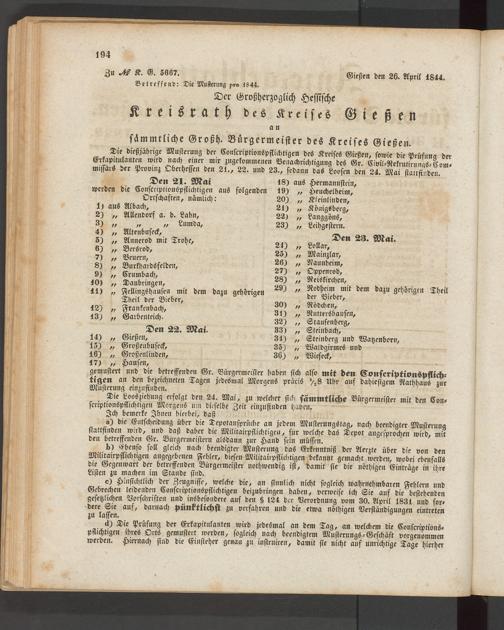 194
Zu № K. G. 5667. Gießen den 26. April 1844.
Betreffend: Die Musterung pro 1844.
Der Großherzoglich Hessische
Kreisrath des Kreises Gießen
an
sämmtliche Großh. Bürgermeister des Kreises Gießen.
Die diesjährige Musterung der Conscriptionspflichtigen des Kreises Gießen, sowie die Prüfung der
Erkapitulanten wird nach einer mir zugekommenen Benachrichtigung des Gr. Civil-Rekrutirungs-Com-
missärs der Provinz Oberhessen den 21., 22. und 23., sodann das Loosen den 24. Mai stattfinden.
Den 21. Mai
werden die Conscriptionspflichtigen aus folgenden
Ortschaften, nämlich:
1) aus Albach,
2) „ Allendorf a. d. Lahn,
3) „ „ „ Lumda,
4) „ Altenbuseck,
5) „ Annerod mit Trohe,
6) „ Bersrod,
7) „ Beuern,
8) „ Burkhardsfelden,
9) „ Crumbach,
10) „ Daubringen,
11) „ Fellingshausen mit dem dazu gehörigen
Theil der Bieber,
12) „ Frankenbach,
13) „ Garbenteich.
Den 22. Mai.
14) „ Gießen,
15) „ Großenbuseck,
16) „ Großenlinden,
17) „ Hausen,
18) aus Hermannstein,
19) „ Heuchelheim,
20) „ Kleinlinden,
21) „ Königsberg,
22) „ Langgöns,
23) „ Leihgestern.
Den 23. Mai.
24) „ Lollar,
25) „ Mainzlar,
26) „ Naunheim,
27) „ Oppenrod,
28) „ Reiskirchen,
29) „ Rodheim mit dem dazu gehörigen Theil
der Bieber,
30) „ Rödchen,
31) „ Ruttershausen,
32) „ Staufenberg,
33) „ Steinbach,
34) „ Steinberg und Watzenborn,
35) „ Waldgirmes und
36) „ Wieseck,
gemustert und die betreffenden Gr. Bürgermeister haben sich also mit den Conscriptionspflich-
tigen an den bezeichneten Tagen jedesmal Morgens präcis ½8 Uhr auf dahiesigem Rathhaus zur
Musterung einzufinden.
Die Loosziehung erfolgt den 24. Mai, zu welcher sich sämmtliche Bürgermeister mit den Con-
scriptionspflichtigen Morgens um dieselbe Zeit einzufinden haben.
Ich bemerke Ihnen hierbei, daß
a) die Entscheidung über die Depotansprüche an jedem Musterungstag, nach beendigter Musterung
stattfinden wird, und daß daher die Militairpflichtigen, für welche das Depot angesprochen wird, mit
den betreffenden Gr. Bürgermeistern alsdann zur Hand sein müssen.
b) Ebenso soll gleich nach beendigter Musterung das Erkenntniß der Aerzte über die von den
Militairpflichtigen angegebenen Fehler, diesen Militairpflichtigen bekannt gemacht werden, wobei ebenfalls
die Gegenwart der betreffenden Bürgermeister nothwendig ist, damit sie die nöthigen Einträge in ihre
Listen zu machen im Stande sind.
c) Hinsichtlich der Zeugnisse, welche die, an sinnlich nicht sogleich wahrnehmbaren Fehlern und
Gebrechen leidenden Conscriptionspflichtigen beizubringen haben, verweise ich Sie auf die bestehenden
gesetzlichen Vorschriften und insbesondere auf den § 124 der Verordnung vom 30. April 1831 und for-
dere Sie auf, darnach pünktlichst zu verfahren und die etwa nöthigen Verständigungen eintreten
zu lassen.
d) Die Prüfung der Erkapitulanten wird jedesmal an dem Tag, an welchem die Conscriptions-
pflichtigen ihres Orts gemustert werden, sogleich nach beendigtem Musterungs-Geschäft vorgenommen
werden. Hiernach sind die Einsteher genau zu instruiren, damit sie nicht auf unrichtige Tage hierher